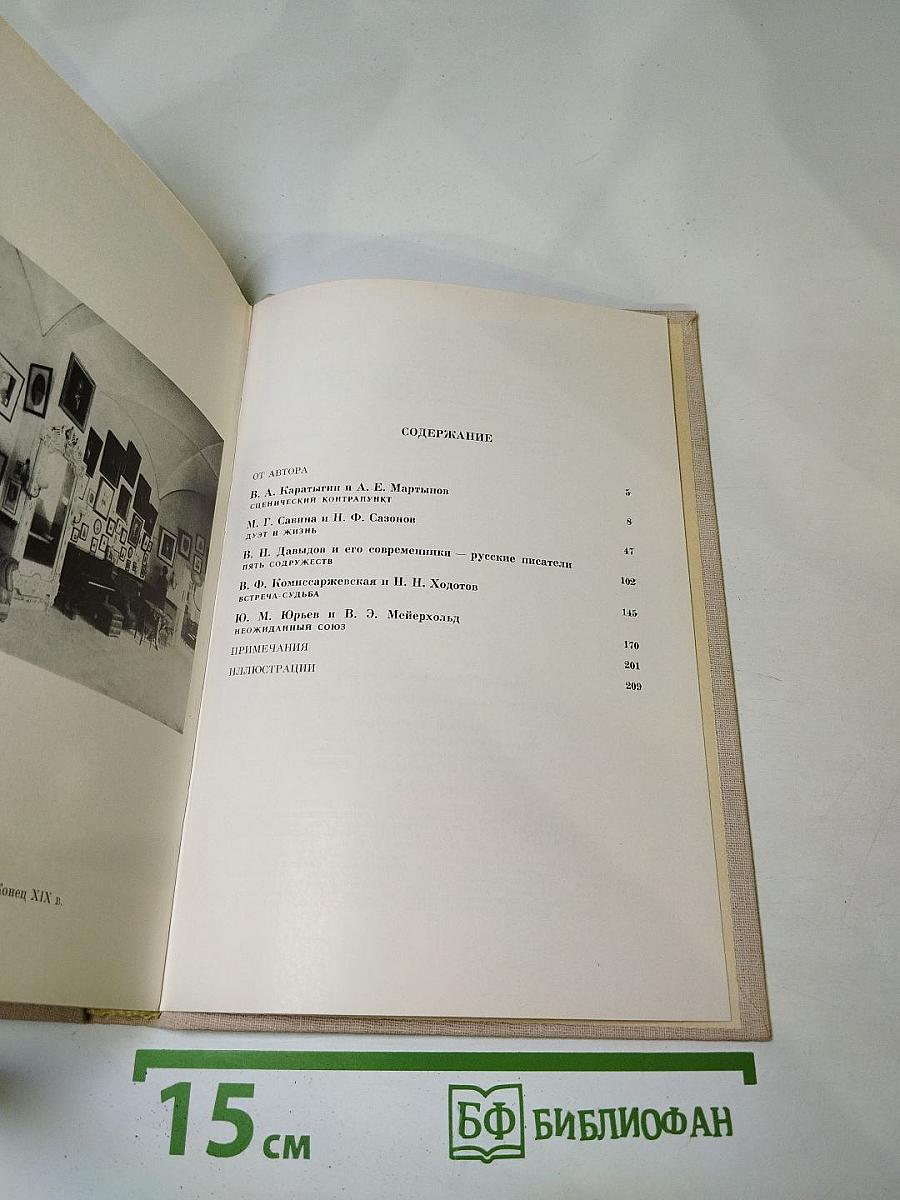 СОДЕРЖАНИЕ
ОТ АВТОРА
В. А. Каратыгин и А. Е. Мартынов 5
СЦЕНИЧЕСКИЙ КОНТРАПУНКТ
М. Г. Савина и Н. Ф. Сазонов 8
ДУЭТ И ЖИЗНЬ
В. Н. Давыдов и его современники — русские писатели 47
ПЯТЬ СОДРУЖЕСТВ
В. Ф. Комиссаржевская и Н. Н. Ходотов 102
ВСТРЕЧА-СУДЬБА
Ю. М. Юрьев и В. Э. Мейерхольд 145
НЕОЖИДАННЫЙ СОЮЗ
ПРИМЕЧАНИЯ 170
ИЛЛЮСТРАЦИИ 201
209
Конец XIX в.
15 см
БФ БИБЛИОФАН